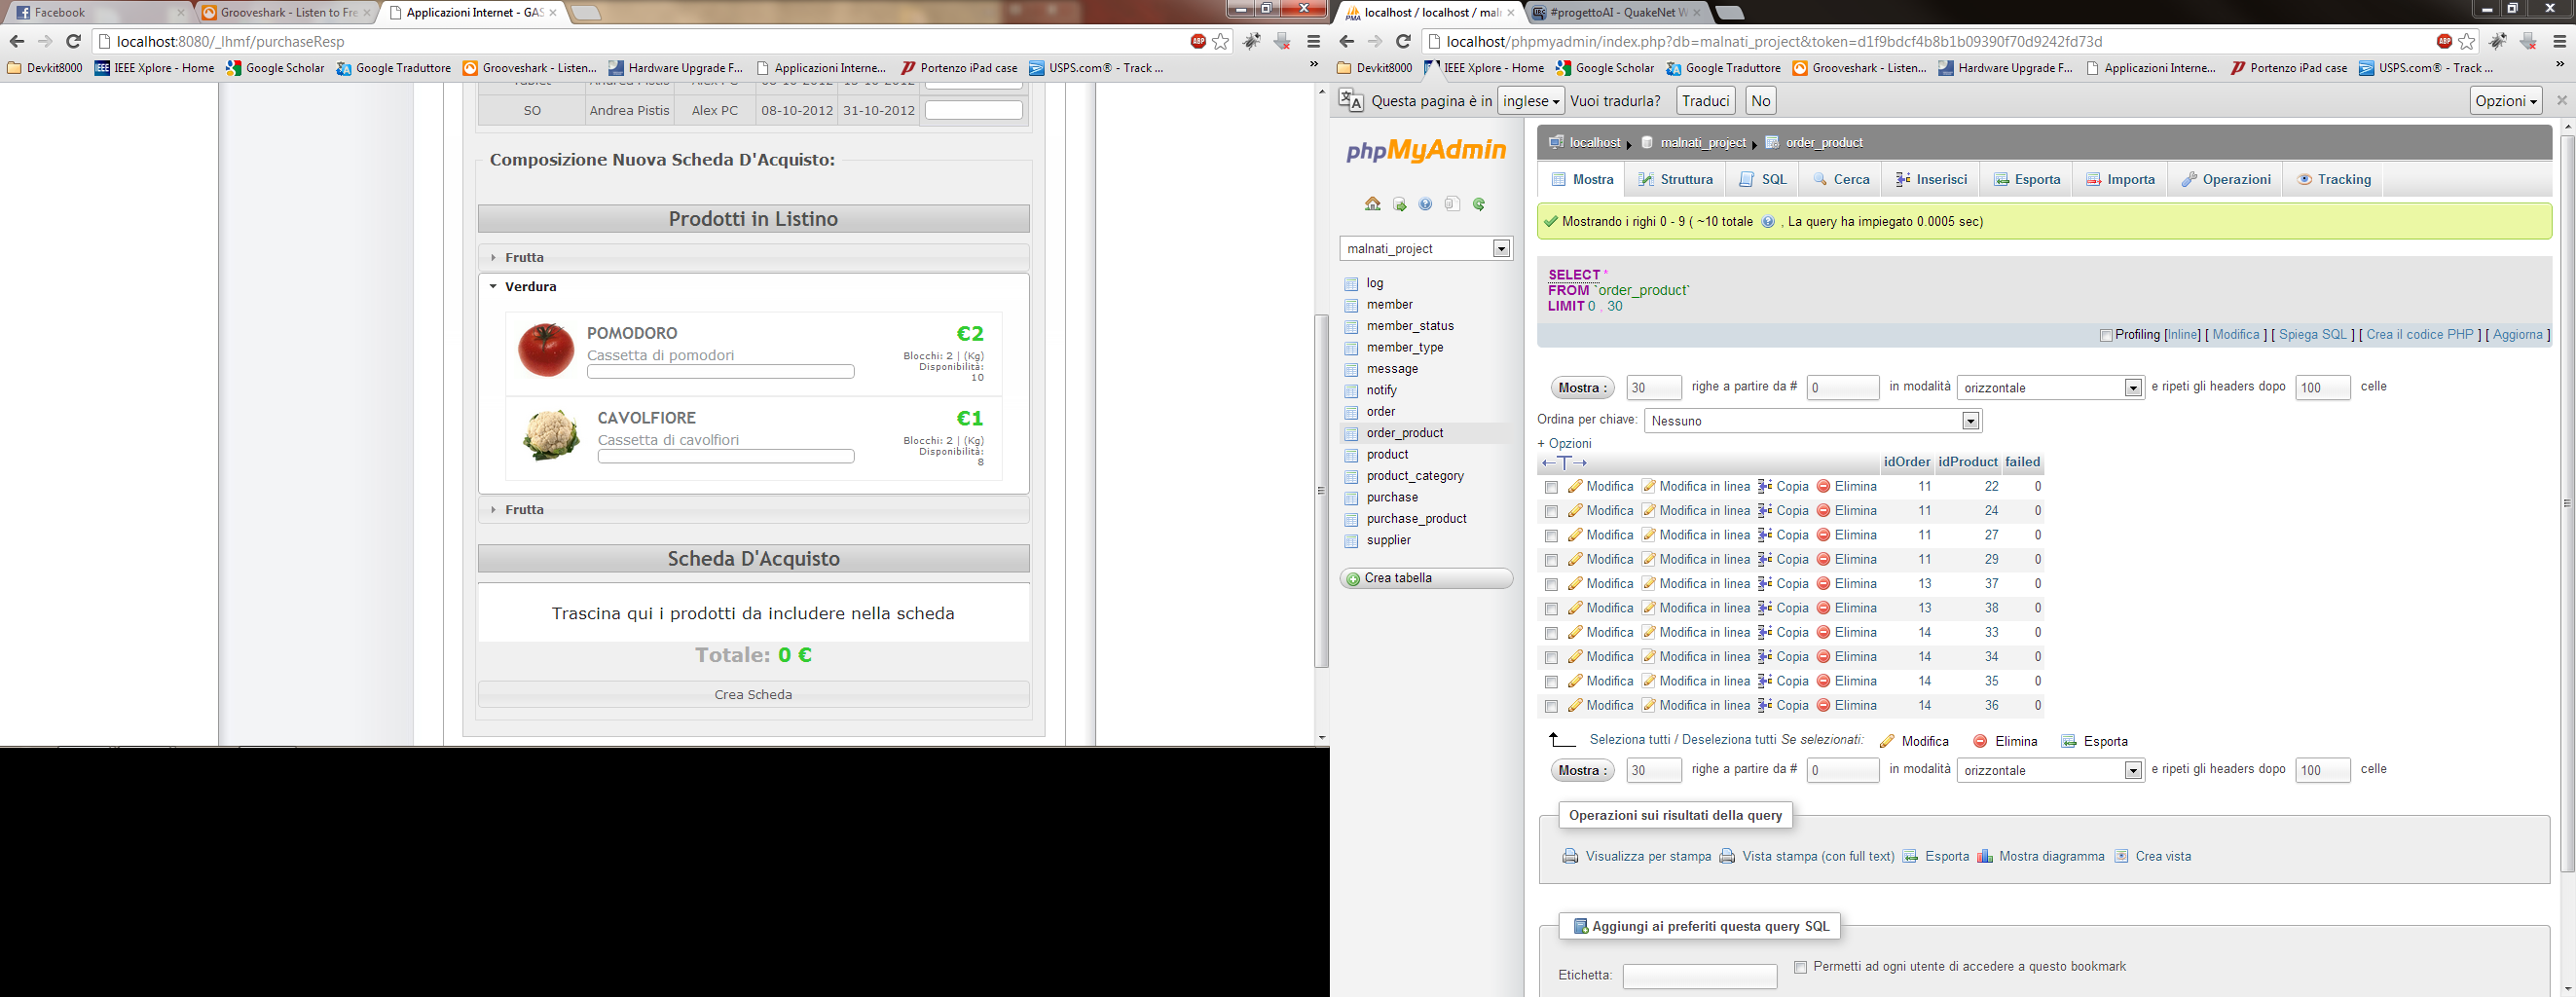 Facebook
Grooveshark - Listen to Fre
Applicazioni Internet - GAS
localhost:8080/_lhmf/purchaseResp
ABP
Devkit8000
IEEE Xplore - Home
Google Scholar
Google Traduttore
Grooveshark - Listen...
Hardware Upgrade F...
Applicazioni Interne...
Portenzo iPad case
USPS.com® - Track ...
»
SO Andrea Pistis Alex PC 08-10-2012 31-10-2012
Composizione Nuova Scheda D'Acquisto:
Prodotti in Listino
Frutta
Verdura
POMODORO
€2
Cassetta di pomodori
Blocchi: 2 | (Kg)
Disponibilità:
10
CAVOLFIORE
€1
Cassetta di cavolfiori
Blocchi: 2 | (Kg)
Disponibilità:
8
Frutta
Scheda D'Acquisto
Trascina qui i prodotti da includere nella scheda
Totale: 0 €
Crea Scheda
localhost / localhost / mal
#progettoAI - QuakeNet W
localhost/phpmyadmin/index.php?db=malnati_project&token=d1f9bdcf4b8b1b09390f70d9242fd73d
ABP
Devkit8000
IEEE Xplore - Home
Google Scholar
Google Traduttore
Grooveshark - Listen...
Hardware Upgrade F...
Applicazioni Interne...
Portenzo iPad case
USPS.com® - Track ...
»
Questa pagina è in inglese Vuoi tradurla? Traduci No
Opzioni
phpMyAdmin
malnati_project
log
member
member_status
member_type
message
notify
order
order_product
product
product_category
purchase
purchase_product
supplier
Crea tabella
localhost malnati_project order_product
Mostra Struttura SQL Cerca Inserisci Esporta Importa Operazioni Tracking
Mostrando i righi 0 - 9 ( ~10 totale , La query ha impiegato 0.0005 sec)
SELECT *
FROM `order_product`
LIMIT 0 , 30
Profiling [Inline] [ Modifica ] [ Spiega SQL ] [ Crea il codice PHP ] [ Aggiorna ]
Mostra : 30 righe a partire da # 0 in modalità orizzontale e ripeti gli headers dopo 100 celle
Ordina per chiave: Nessuno
+ Opzioni
←T→ idOrder idProduct failed
Modifica Modifica in linea Copia Elimina 11 22 0
Modifica Modifica in linea Copia Elimina 11 24 0
Modifica Modifica in linea Copia Elimina 11 27 0
Modifica Modifica in linea Copia Elimina 11 29 0
Modifica Modifica in linea Copia Elimina 13 37 0
Modifica Modifica in linea Copia Elimina 13 38 0
Modifica Modifica in linea Copia Elimina 14 33 0
Modifica Modifica in linea Copia Elimina 14 34 0
Modifica Modifica in linea Copia Elimina 14 35 0
Modifica Modifica in linea Copia Elimina 14 36 0
Seleziona tutti / Deseleziona tutti Se selezionati: Modifica Elimina Esporta
Mostra : 30 righe a partire da # 0 in modalità orizzontale e ripeti gli headers dopo 100 celle
Operazioni sui risultati della query
Visualizza per stampa Vista stampa (con full text) Esporta Mostra diagramma Crea vista
Aggiungi ai preferiti questa query SQL
Etichetta:
Permetti ad ogni utente di accedere a questo bookmark